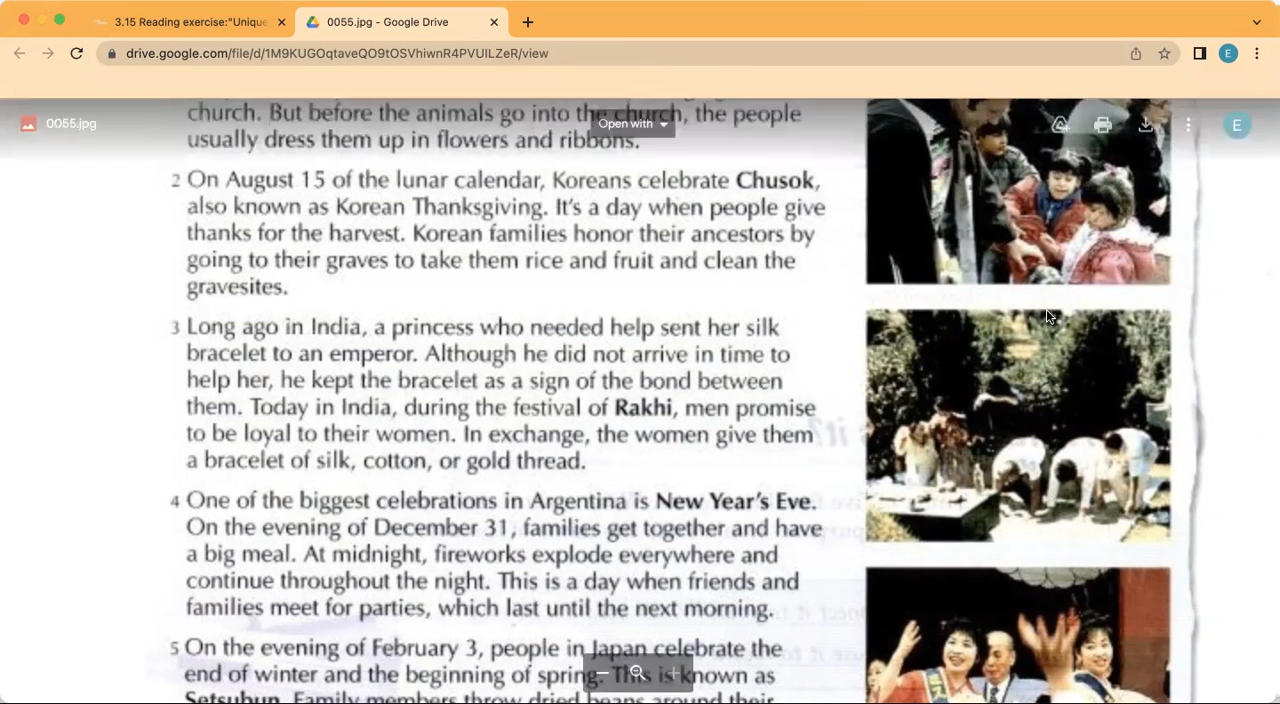 3.15 Reading exercise:"Unique
0055.jpg - Google Drive
drive.google.com/file/d/1M9KUGOqtaveQO9tOSVhiwnR4PVUlLZeR/view
E
church. But before the animals go into the church, the people
0055.jpg
Open with
E
usually dress them up in flowers and ribbons.
2 On August 15 of the lunar calendar, Koreans celebrate Chusok,
also known as Korean Thanksgiving. It's a day when people give
thanks for the harvest. Korean families honor their ancestors by
going to their graves to take them rice and fruit and clean the
gravesites.
3 Long ago in India, a princess who needed help sent her silk
bracelet to an emperor. Although he did not arrive in time to
help her, he kept the bracelet as a sign of the bond between
them. Today in India, during the festival of Rakhi, men promise
to be loyal to their women. In exchange, the women give them
a bracelet of silk, cotton, or gold thread.
4 One of the biggest celebrations in Argentina is New Year's Eve.
On the evening of December 31, families get together and have
a big meal. At midnight, fireworks explode everywhere and
continue throughout the night. This is a day when friends and
families meet for parties, which last until the next morning.
5 On the evening of February 3, people in Japan celebrate the
end of winter and the beginning of spring. This is known as
Setsubun. Family members throw dried beans around their